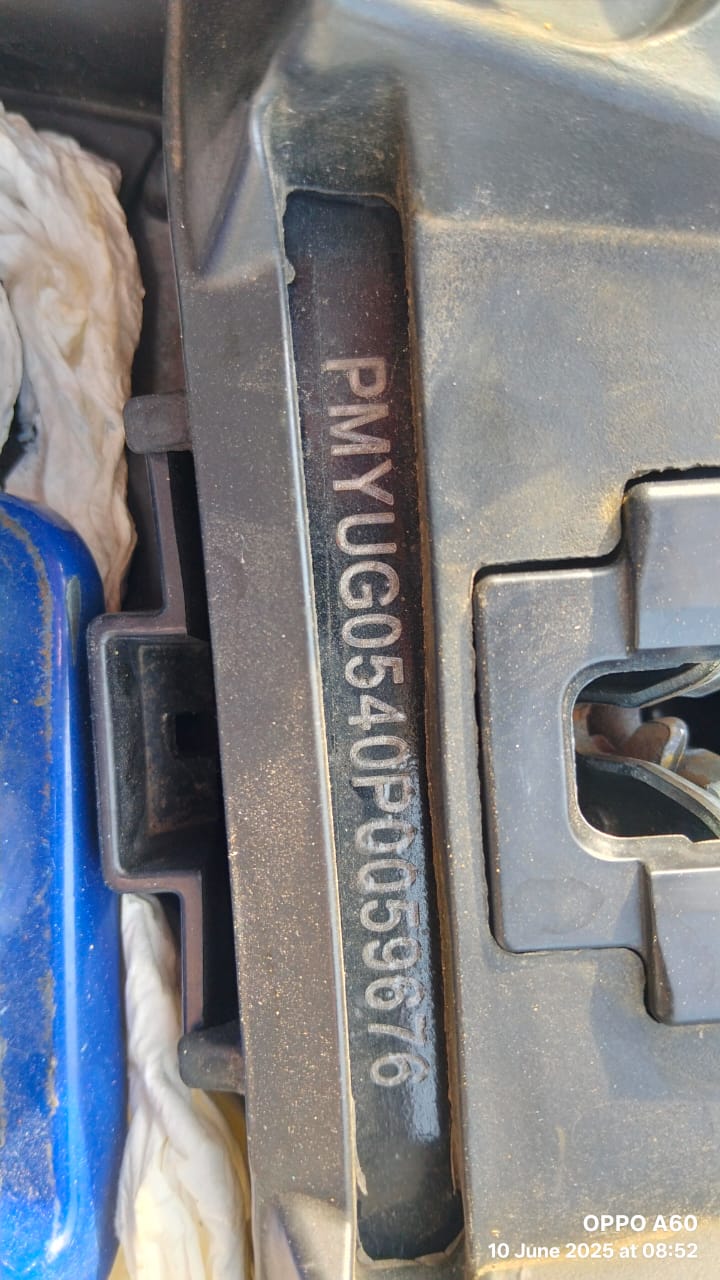 PMYUG0540P0059676
OPPO A60
10 June 2025 at 08:52